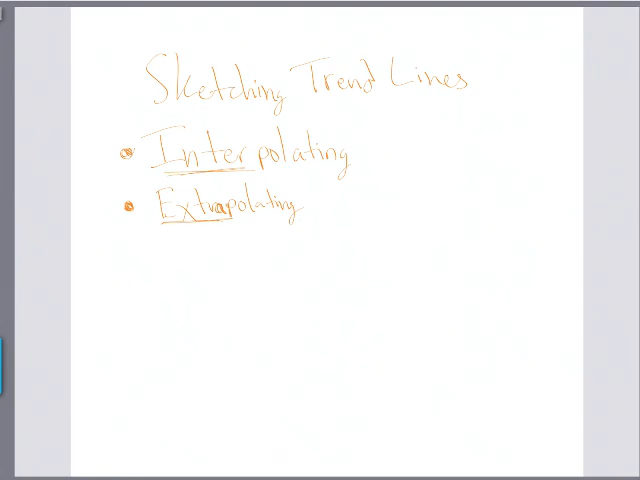 Sketching Trend Lines
• Interpolating
• Extrapolating